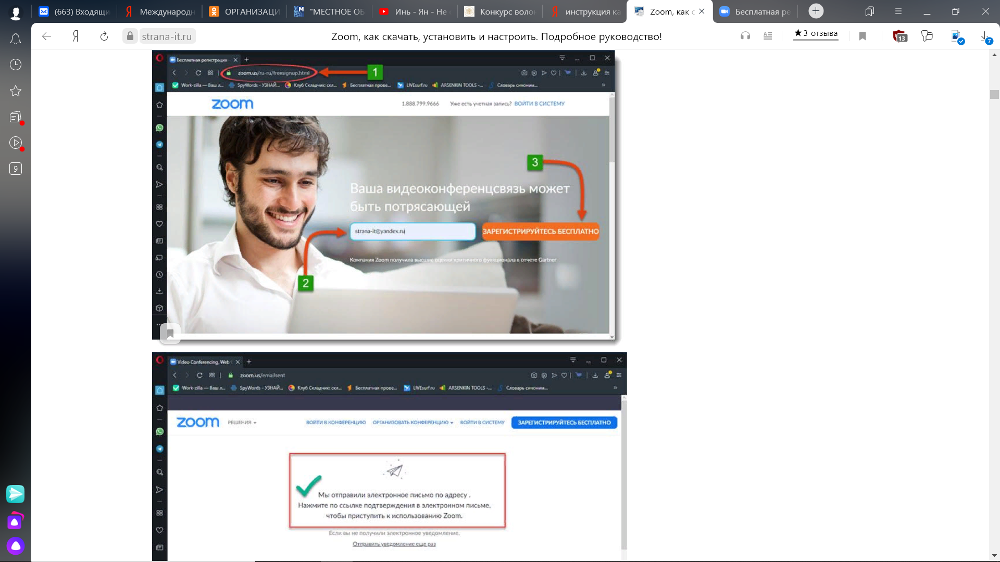 (663) Входящи
Международн
ОРГАНИЗАЦИ
"МЕСТНОЕ ОБ
Инь - Ян - Не
Конкурс воло
инструкция ка
Zoom, как с
Бесплатная ре
strana-it.ru
Zoom, как скачать, установить и настроить. Подробное руководство!
★3 отзыва
13
7
9
Бесплатная регистрация
zoom.us/ru-ru/freesignup.html
1
Work-zilla — Ваш л...
SpyWords - УЗНАЙ...
Клуб Складчик: скл...
Бесплатная прове...
LIVEsurf.ru
ARSENKIN TOOLS -...
Словарь синоним...
zoom
1.888.799.9666
Уже есть учетная запись? ВОЙТИ В СИСТЕМУ
3
Ваша видеоконференцсвязь может
быть потрясающей
strana-it@yandex.ru
ЗАРЕГИСТРИРУЙТЕСЬ БЕСПЛАТНО
Компания Zoom получила высшие оценки критичного функционала в отчете Gartner
2
Video Conferencing, Web
zoom.us/emailsent
Work-zilla — Ваш л...
SpyWords - УЗНАЙ...
Клуб Складчик: скл...
Бесплатная прове...
LIVEsurf.ru
ARSENKIN TOOLS -...
Словарь синоним...
zoom
РЕШЕНИЯ
ВОЙТИ В КОНФЕРЕНЦИЮ
ОРГАНИЗОВАТЬ КОНФЕРЕНЦИЮ
ВОЙТИ В СИСТЕМУ
ЗАРЕГИСТРИРУЙТЕСЬ БЕСПЛАТНО
Мы отправили электронное письмо по адресу .
Нажмите по ссылке подтверждения в электронном письме,
чтобы приступить к использованию Zoom.
Если вы не получили электронное уведомление,
Отправить уведомление еще раз